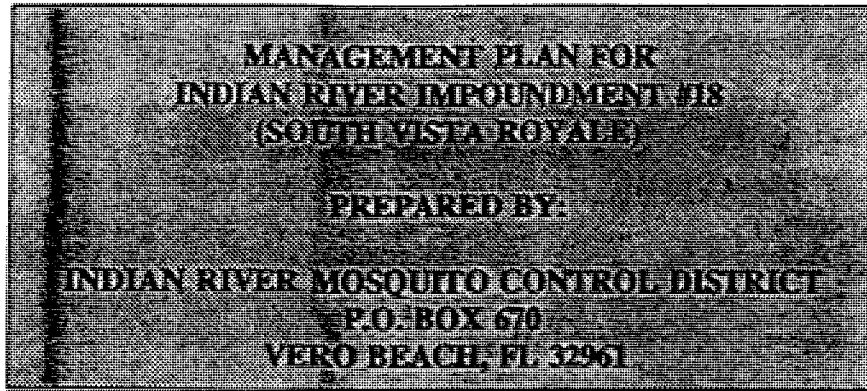 MANAGEMENT PLAN FOR
INDIAN RIVER IMPOUNDMENT #18
(SOUTH VISTA ROYALE)
PREPARED BY:
INDIAN RIVER MOSQUITO CONTROL DISTRICT
P.O. BOX 670
VERO BEACH, FL 32961